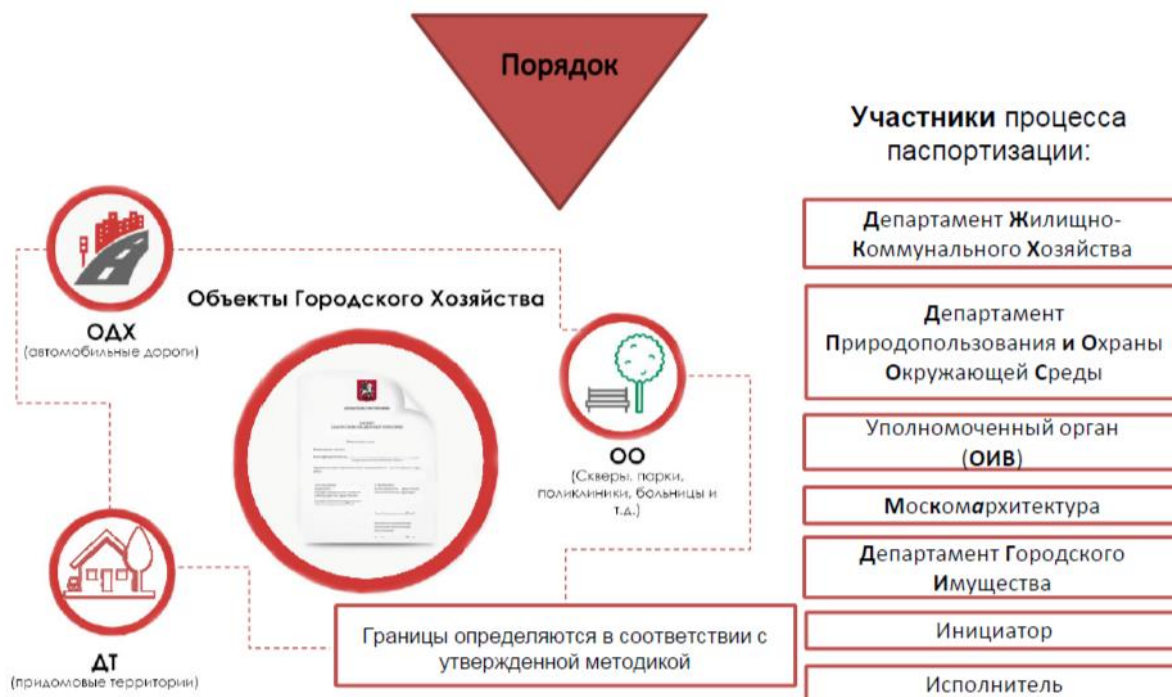 Порядок
Участники процесса
паспортизации:
Департамент Жилищно-
Коммунального Хозяйства
Департамент
Природопользования и Охраны
Окружающей Среды
Уполномоченный орган
(ОИВ)
Москомархитектура
Департамент Городского
Имущества
Инициатор
Исполнитель
ОДХ
(автомобильные дороги)
Объекты Городского Хозяйства
ОО
(Скверы, парки,
поликлиники, больницы и
т.д.)
ДТ
(придомовые территории)
Границы определяются в соответствии с
утвержденной методикой